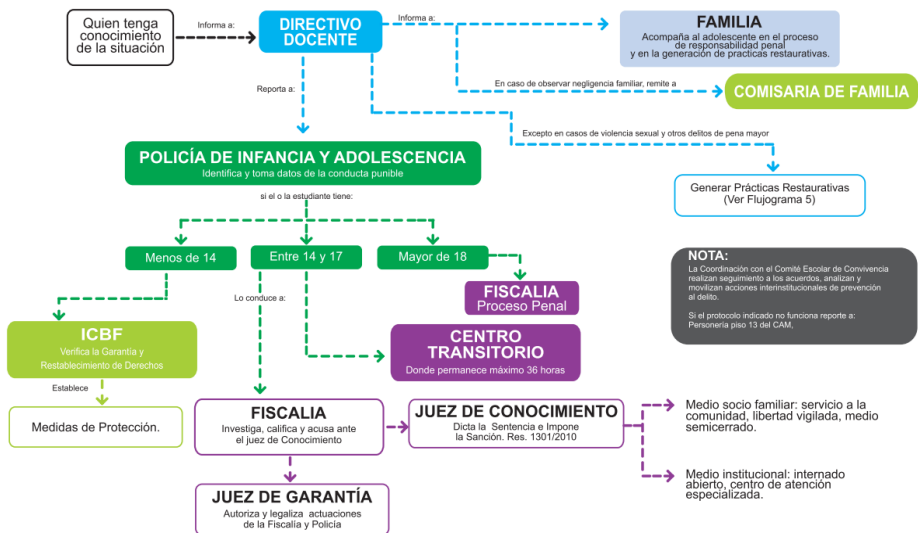 Quien tenga
conocimiento
de la situación
Informa a:
DIRECTIVO
DOCENTE
Informa a:
FAMILIA
Acompaña al adolescente en el proceso
de responsabilidad penal
y en la generación de practicas restaurativas.
En caso de observar negligencia familiar, remite a
COMISARIA DE FAMILIA
Reporta a:
Excepto en casos de violencia sexual y otros delitos de pena mayor
POLICÍA DE INFANCIA Y ADOLESCENCIA
Identifica y toma datos de la conducta punible
Generar Prácticas Restaurativas
(Ver Flujograma 5)
si el o la estudiante tiene:
Menos de 14
Entre 14 y 17
Mayor de 18
NOTA:
La Coordinación con el Comité Escolar de Convivencia
realizan seguimiento a los acuerdos, analizan y
movilizan acciones interinstitucionales de prevención
al delito.
Si el protocolo indicado no funciona reporte a:
Personería piso 13 del CAM,
Lo conduce a:
FISCALIA
Proceso Penal
ICBF
Verifica la Garantía y
Restablecimiento de Derechos
CENTRO
TRANSITORIO
Donde permanece máximo 36 horas
Establece
Medidas de Protección.
FISCALIA
Investiga, califica y acusa ante
el juez de Conocimiento
JUEZ DE CONOCIMIENTO
Dicta la Sentencia e Impone
la Sanción. Res. 1301/2010
Medio socio familiar: servicio a la
comunidad, libertad vigilada, medio
semicerrado.
Medio institucional: internado
abierto, centro de atención
especializada.
JUEZ DE GARANTÍA
Autoriza y legaliza actuaciones
de la Fiscalía y Policia